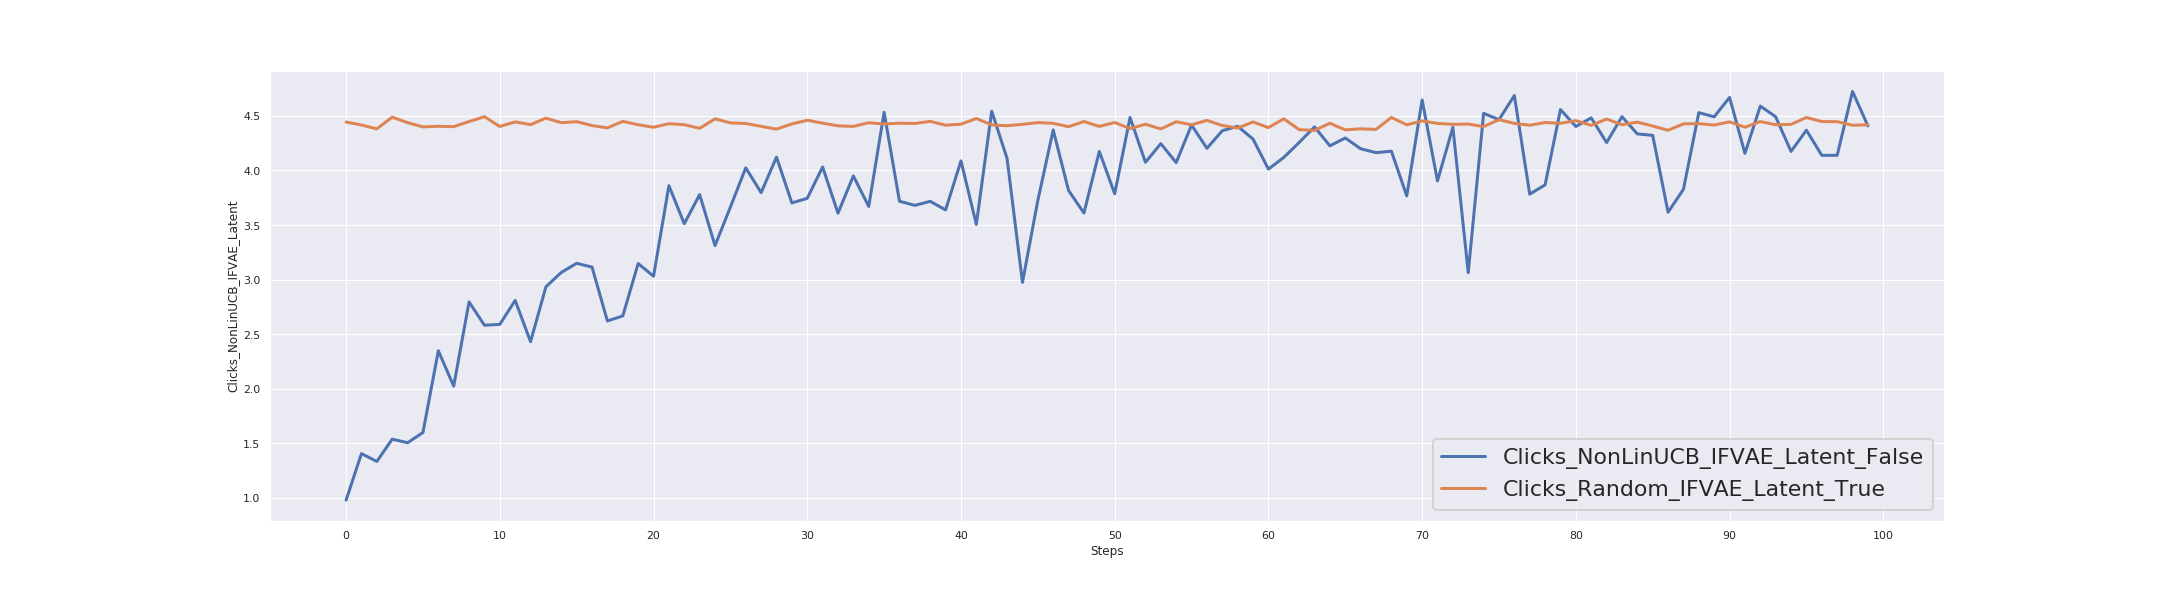 4.5
4.0
3.5
3.0
2.5
2.0
1.5
1.0
Clicks_NonLinUCB_IFVAE_Latent
Clicks_NonLinUCB_IFVAE_Latent_False
Clicks_Random_IFVAE_Latent_True
0 10 20 30 40 50 60 70 80 90 100
Steps